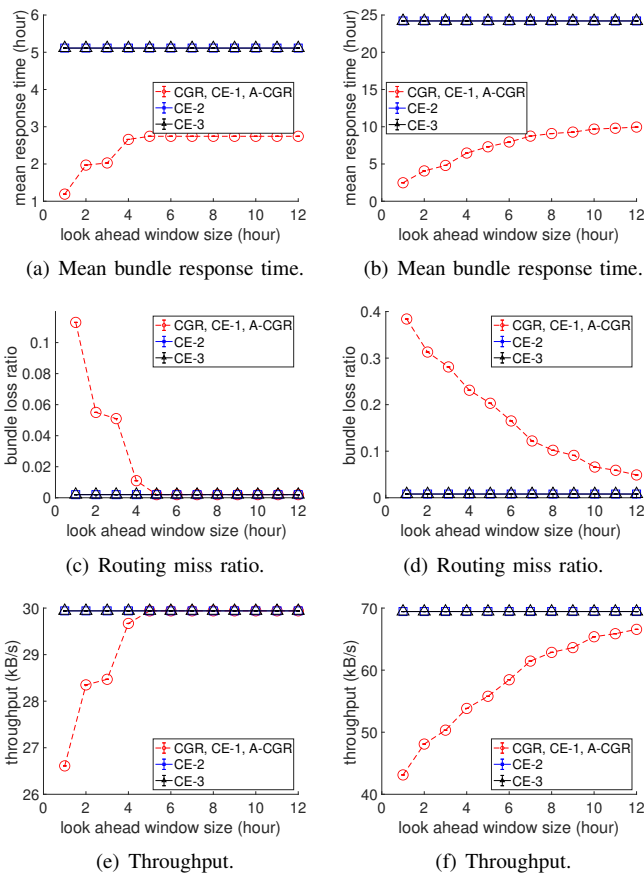 6
5
4
3
2
1
mean response time (hour)
CGR, CE-1, A-CGR
CE-2
CE-3
0 2 4 6 8 10 12
look ahead window size (hour)
(a) Mean bundle response time.
25
20
15
10
5
0
mean response time (hour)
CGR, CE-1, A-CGR
CE-2
CE-3
0 2 4 6 8 10 12
look ahead window size (hour)
(b) Mean bundle response time.
0.1
0.08
0.06
0.04
0.02
0
bundle loss ratio
CGR, CE-1, A-CGR
CE-2
CE-3
0 2 4 6 8 10 12
look ahead window size (hour)
(c) Routing miss ratio.
0.4
0.3
0.2
0.1
0
bundle loss ratio
CGR, CE-1, A-CGR
CE-2
CE-3
0 2 4 6 8 10 12
look ahead window size (hour)
(d) Routing miss ratio.
30
29
28
27
26
throughput (kB/s)
CGR, CE-1, A-CGR
CE-2
CE-3
0 2 4 6 8 10 12
look ahead window size (hour)
(e) Throughput.
70
60
50
40
throughput (kB/s)
CGR, CE-1, A-CGR
CE-2
CE-3
0 2 4 6 8 10 12
look ahead window size (hour)
(f) Throughput.